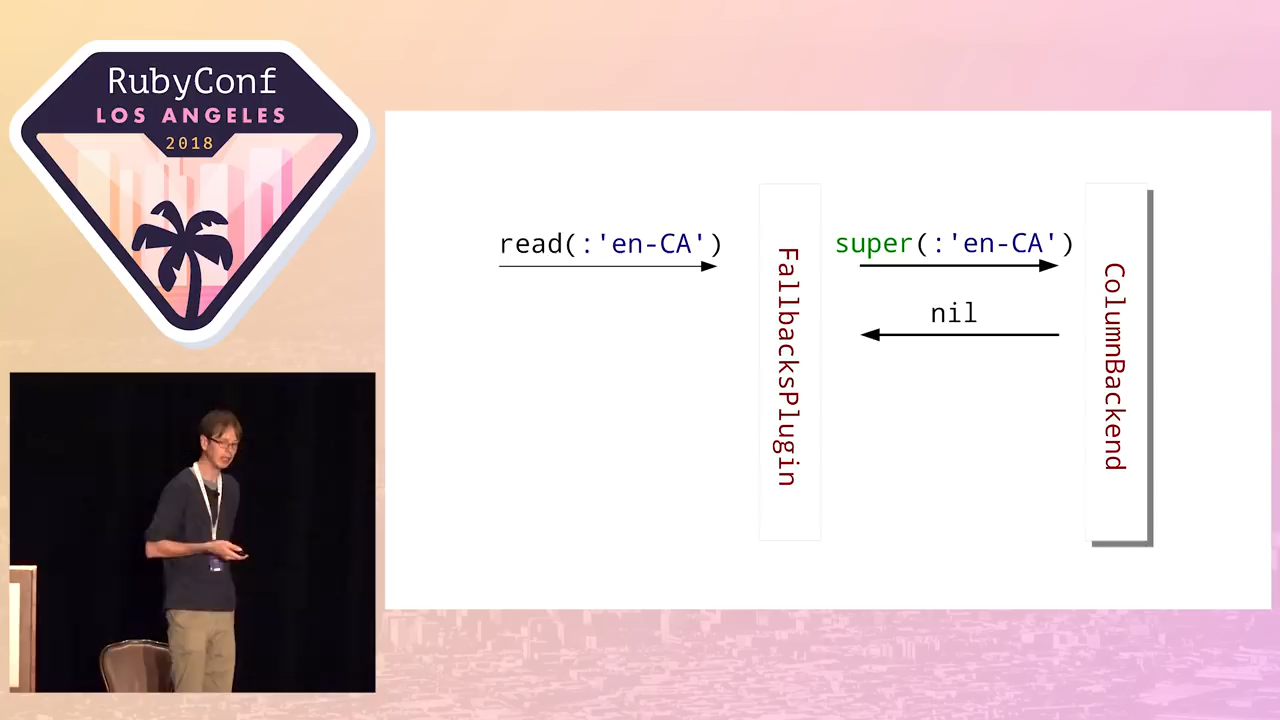 RubyConf
LOS ANGELES
2018
read(:'en-CA')
super(:'en-CA')
nil
FallbacksPlugin
ColumnBackend